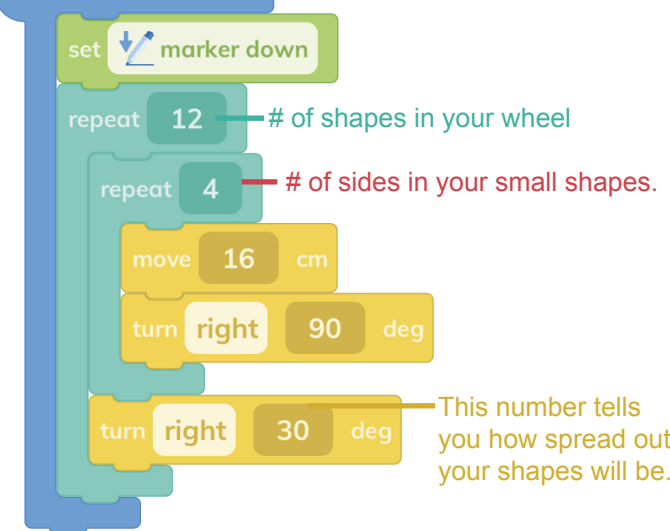 set marker down
repeat 12 # of shapes in your wheel
repeat 4 # of sides in your small shapes.
move 16 cm
turn right 90 deg
This number tells
turn right 30 deg you how spread out
your shapes will be.